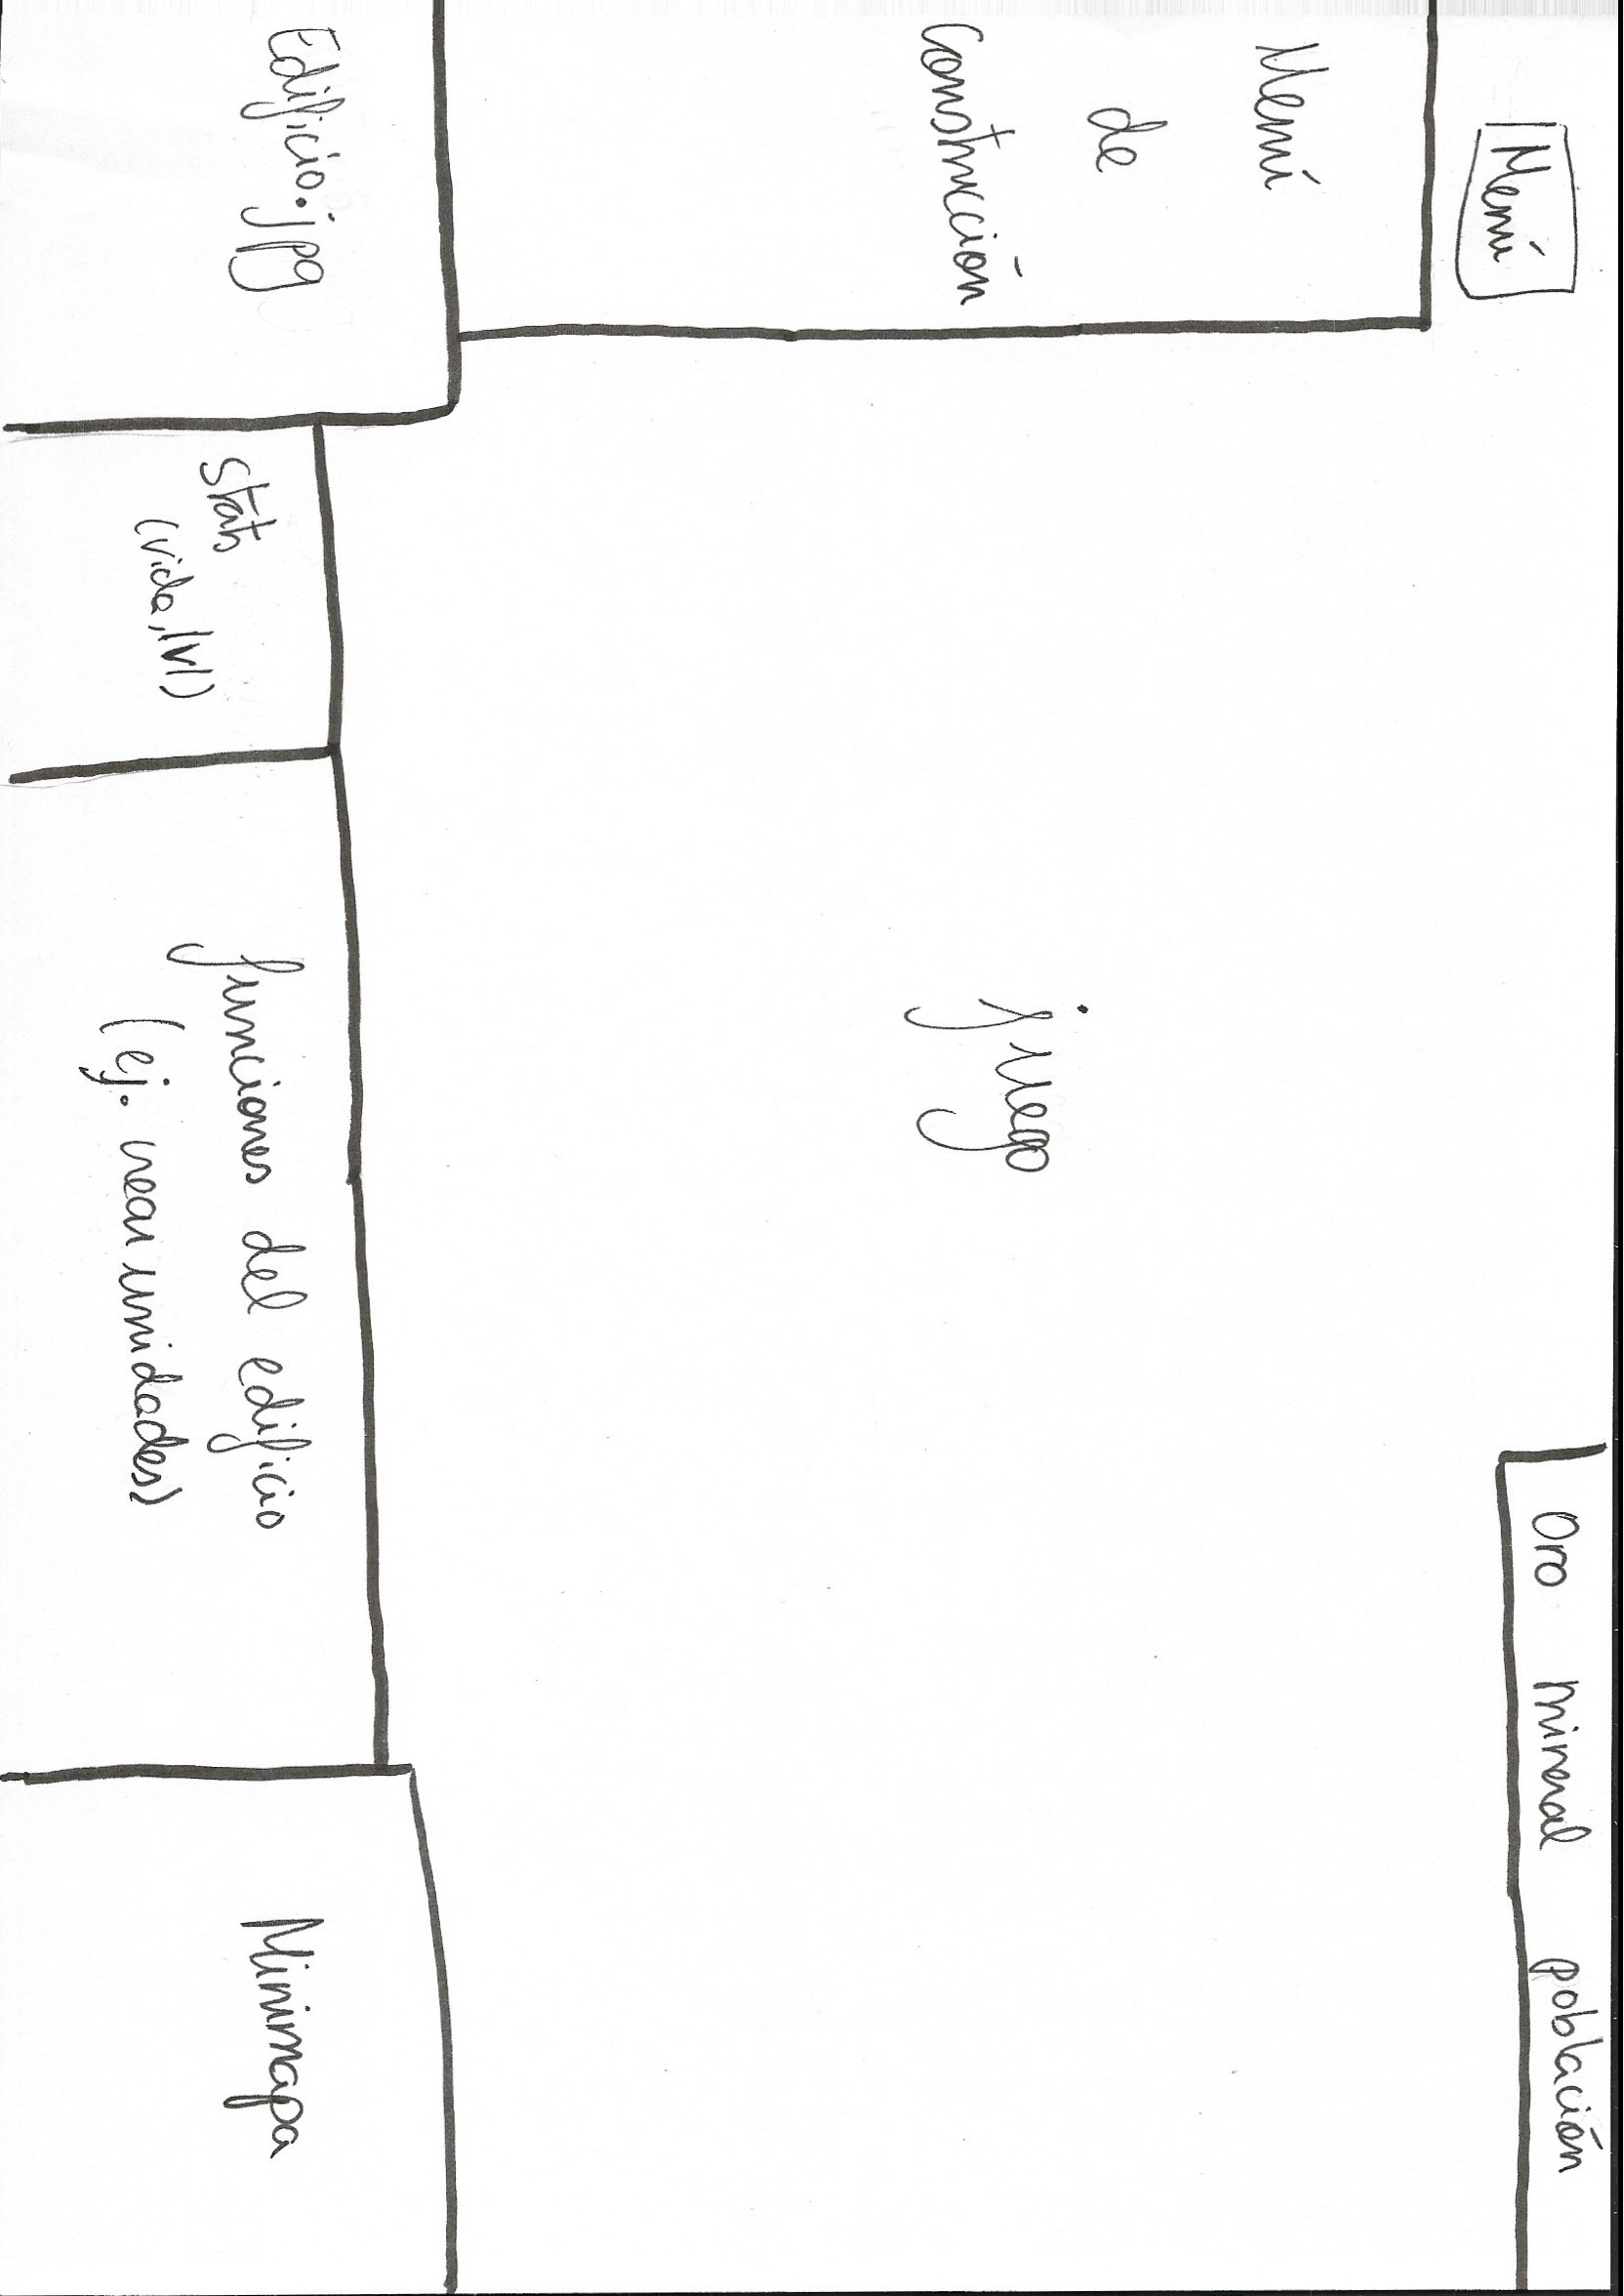 Menú
Oro mineral población
Menú
de
Construcción
juego
Edificio.jpg
Stats
(vida, lvl)
funciones del edificio
(ej. crear unidades)
Minimapa